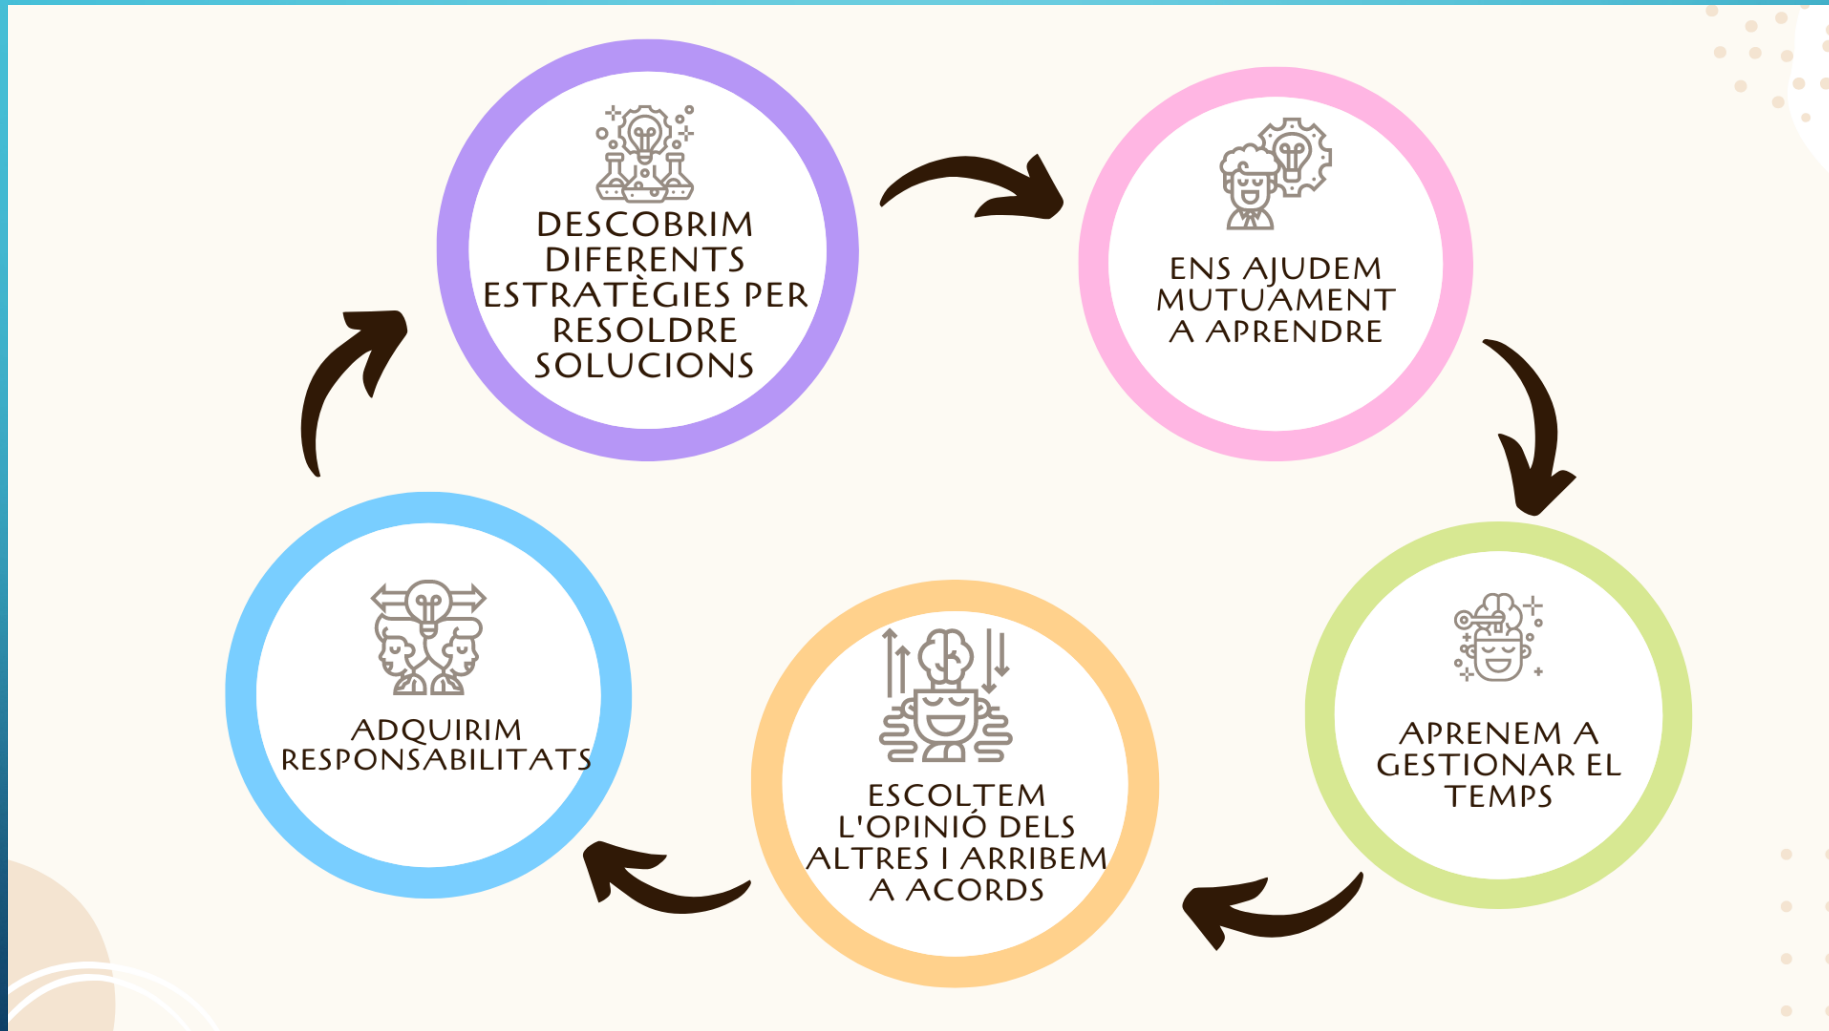 DESCOBRIM
DIFERENTS
ESTRATÈGIES PER
RESOLDRE
SOLUCIONS
ENS AJUDEM
MUTUAMENT
A APRENDRE
APRENEM A
GESTIONAR EL
TEMPS
ESCOLTEM
L'OPINIÓ DELS
ALTRES I ARRIBEM
A ACORDS
ADQUIRIM
RESPONSABILITATS